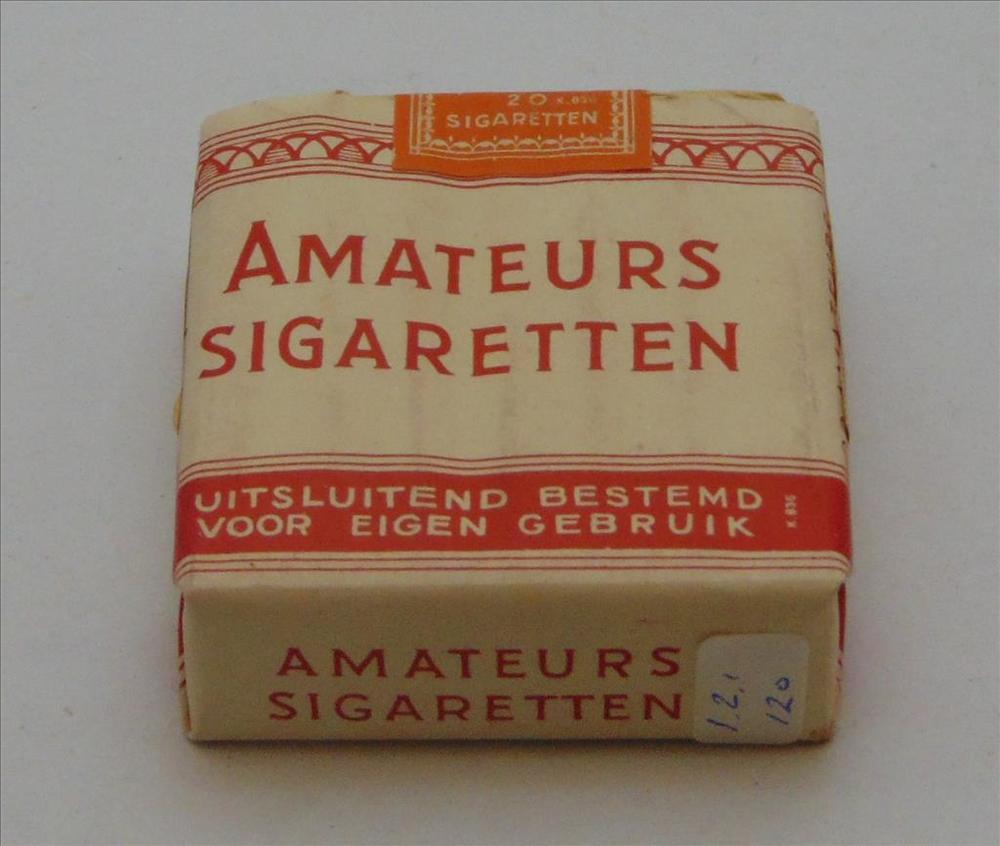 20 K.836
SIGARETTEN
AMATEURS
SIGARETTEN
UITSLUITEND BESTEMD
VOOR EIGEN GEBRUIK
K.836
AMATEURS
SIGARETTEN
1.2.1
120